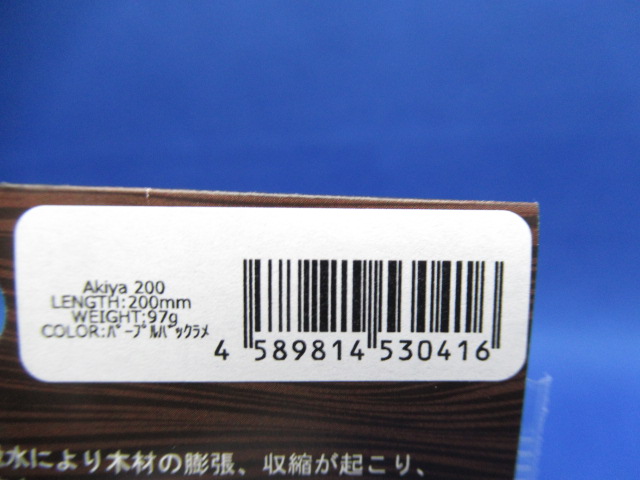 Akiya 200
LENGTH:200mm
WEIGHT:97g
COLOR:ﾊﾟｰﾌﾟﾙﾊﾞｯｸﾗﾒ
4 589814 530416
水により木材の膨張、収縮が起こり、